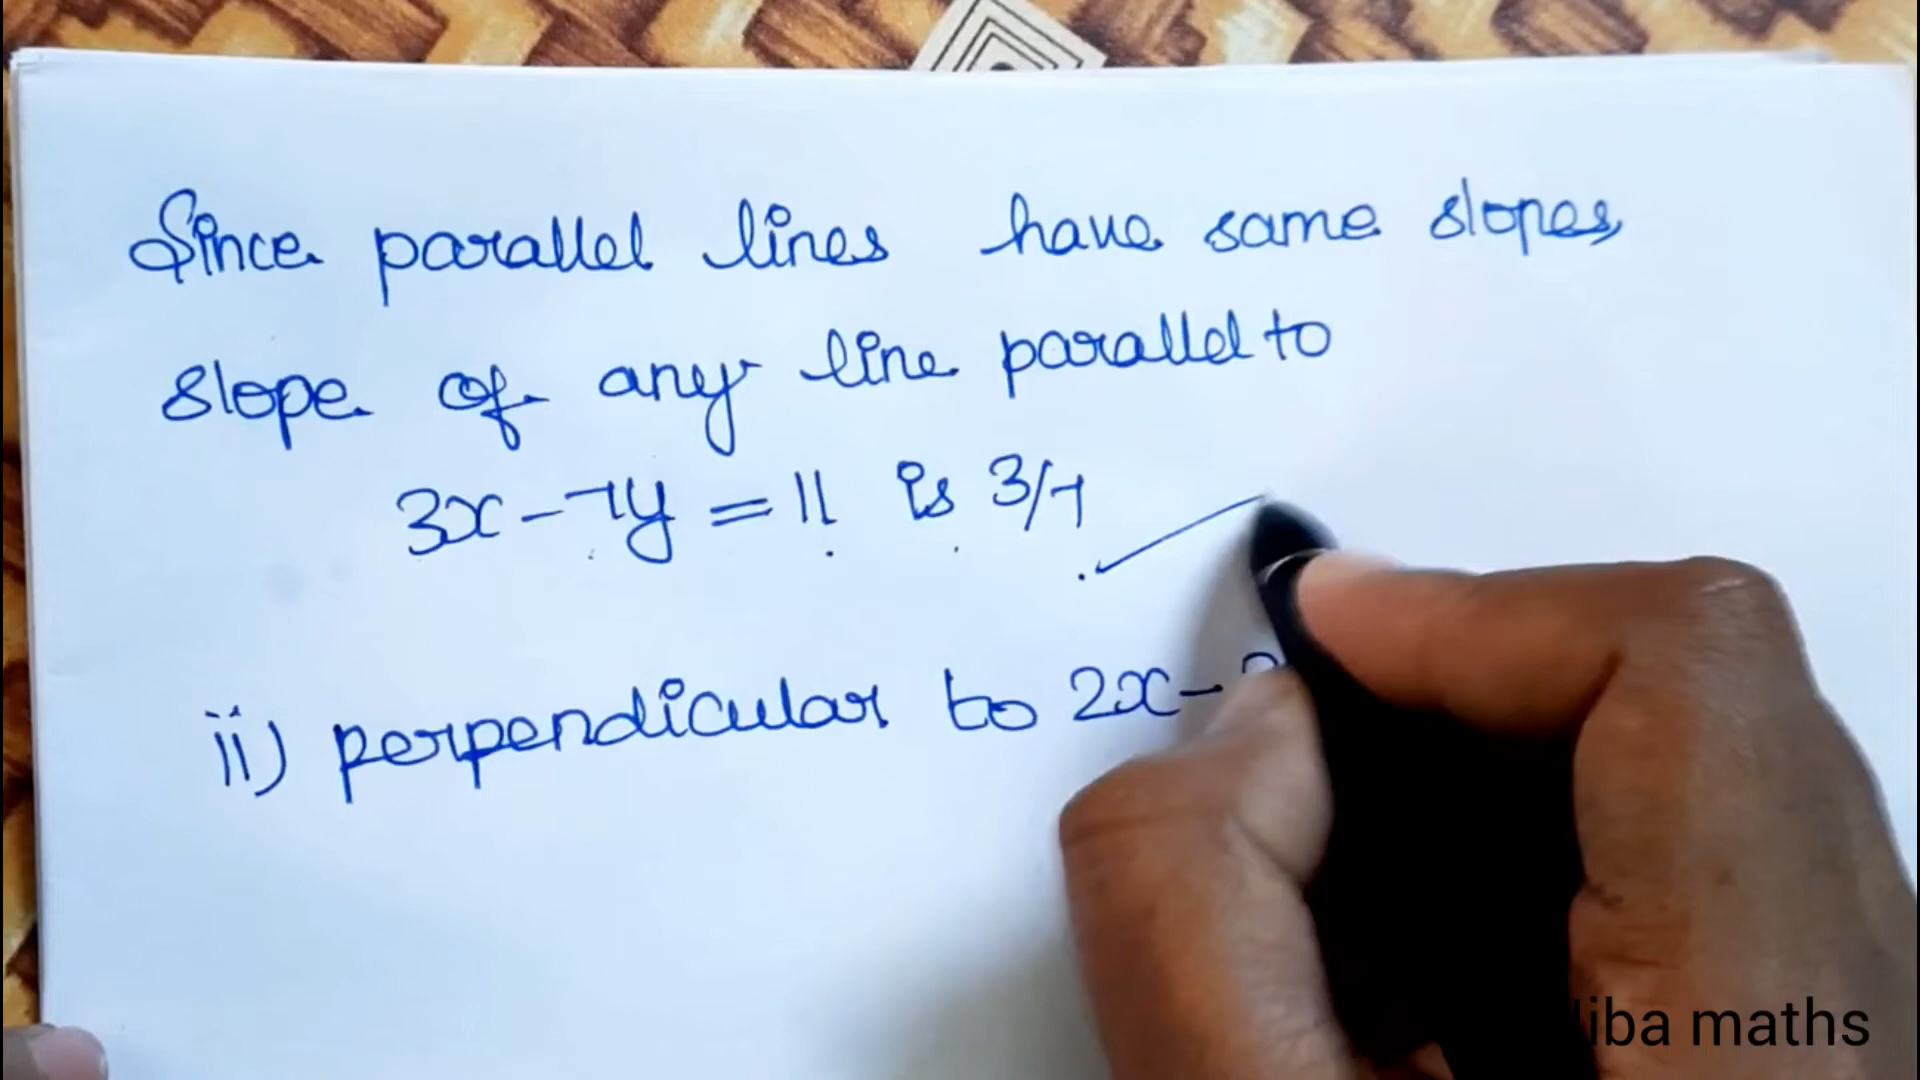 Since parallel lines have same slopes,
slope of any line parallel to
3x - 7y = 11 is 3/7
ii) perpendicular to 2x -
iba maths